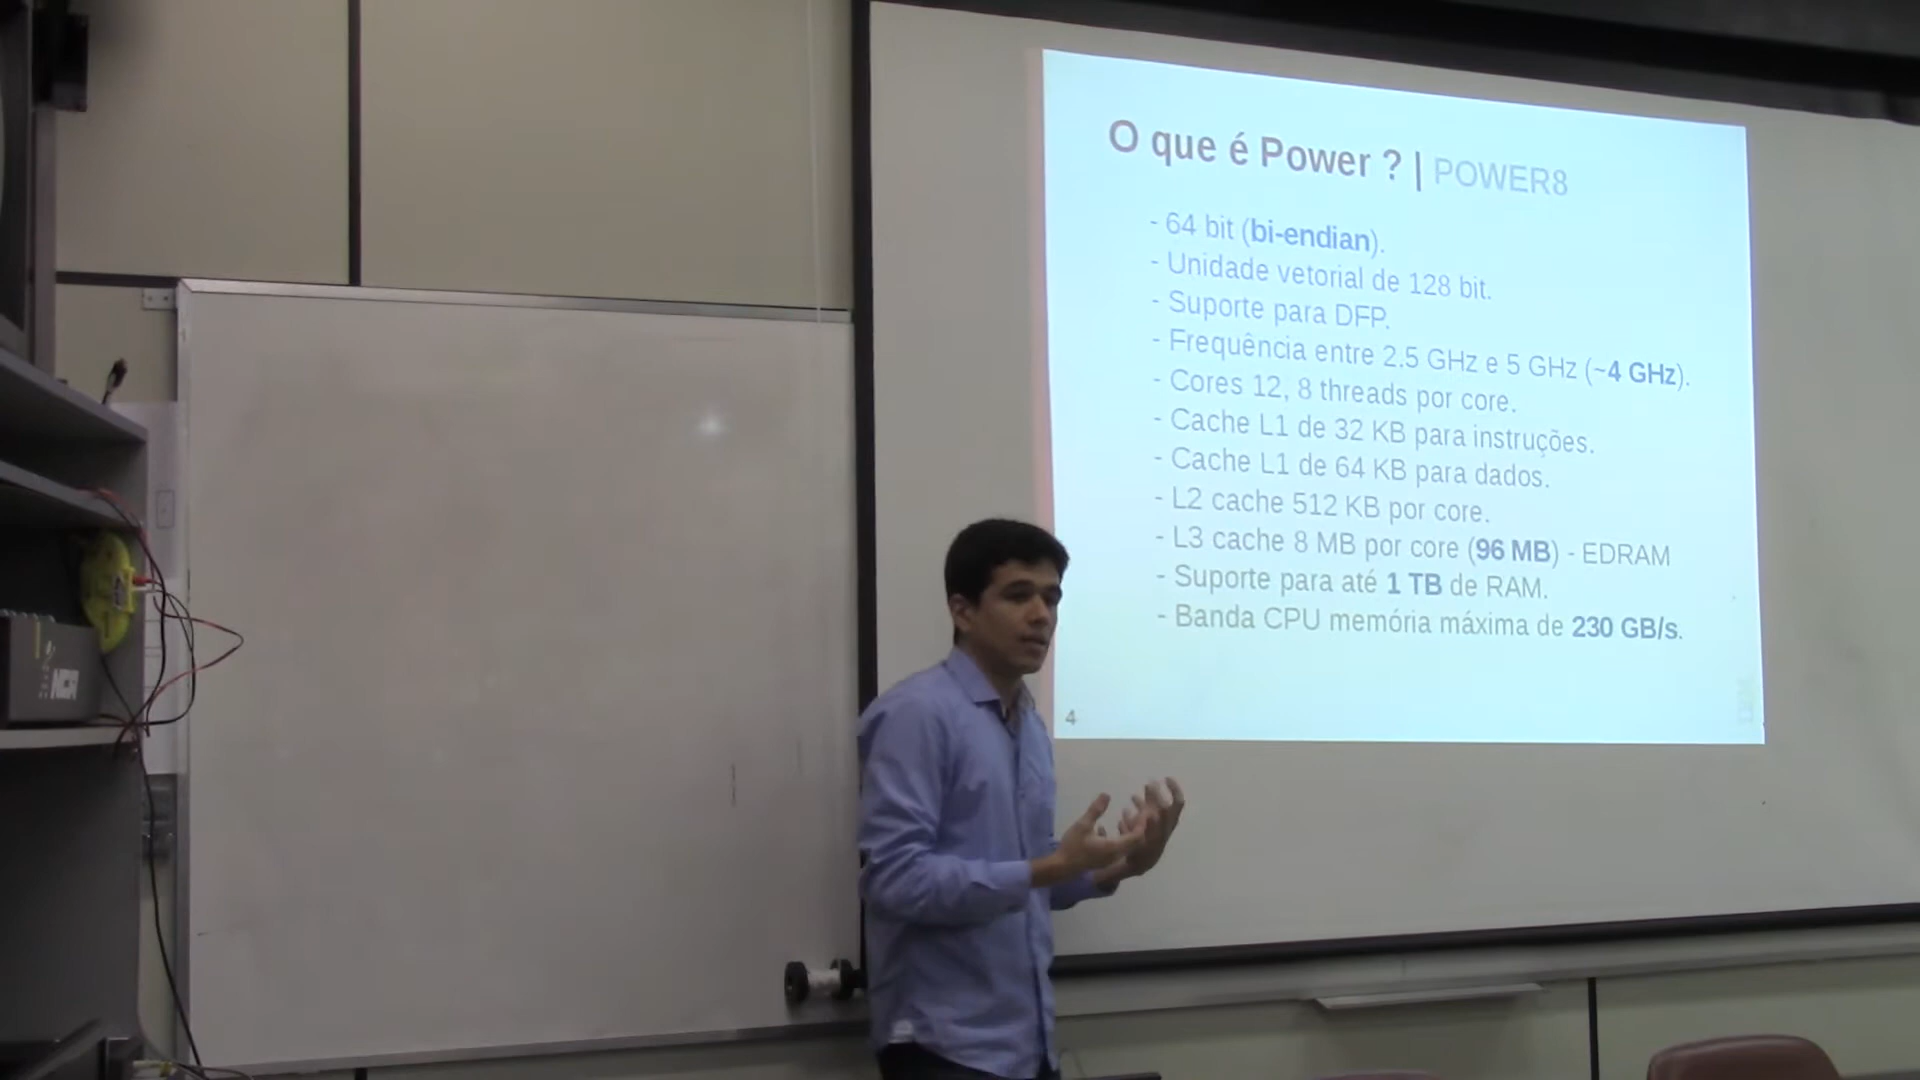 O que é Power ? | POWER8
- 64 bit (bi-endian).
- Unidade vetorial de 128 bit.
- Suporte para DFP.
- Frequência entre 2.5 GHz e 5 GHz (~4 GHz).
- Cores 12, 8 threads por core.
- Cache L1 de 32 KB para instruções.
- Cache L1 de 64 KB para dados.
- L2 cache 512 KB por core.
- L3 cache 8 MB por core (96 MB) - EDRAM
- Suporte para até 1 TB de RAM.
- Banda CPU memória máxima de 230 GB/s.
4